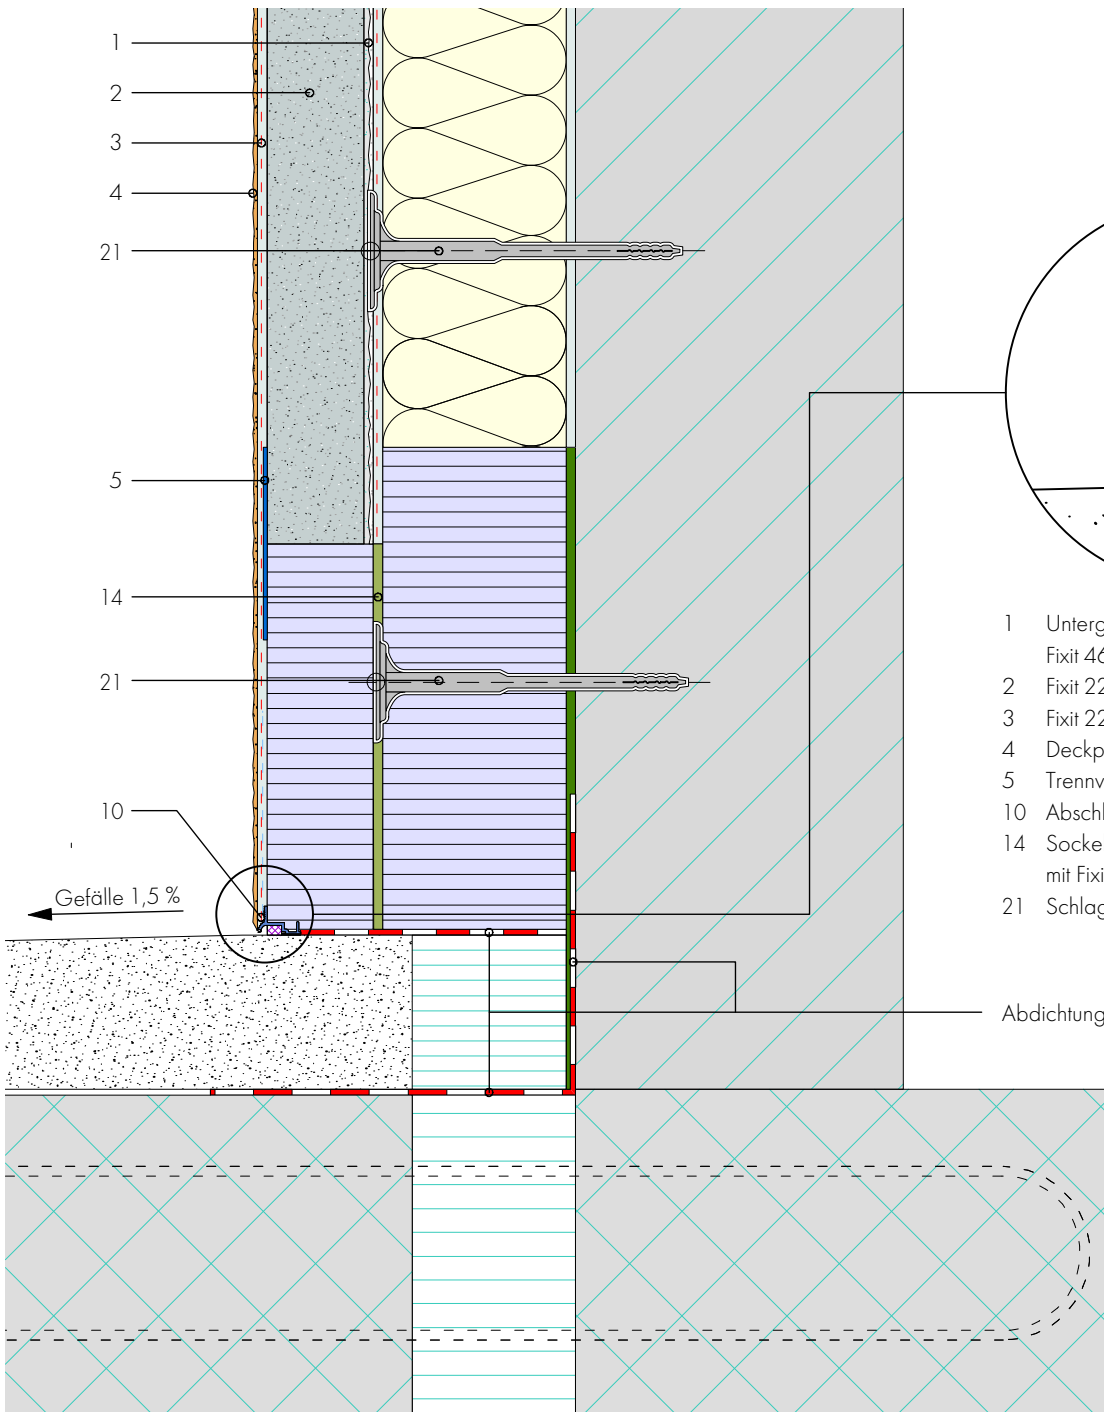 1
2
3
4
21
5
14
21
10
Gefälle 1,5 %
1 Unterg
Fixit 46
2 Fixit 22
3 Fixit 22
4 Deckp
5 Trennv
10 Abschl
14 Socke
mit Fixi
21 Schlag
Abdichtung